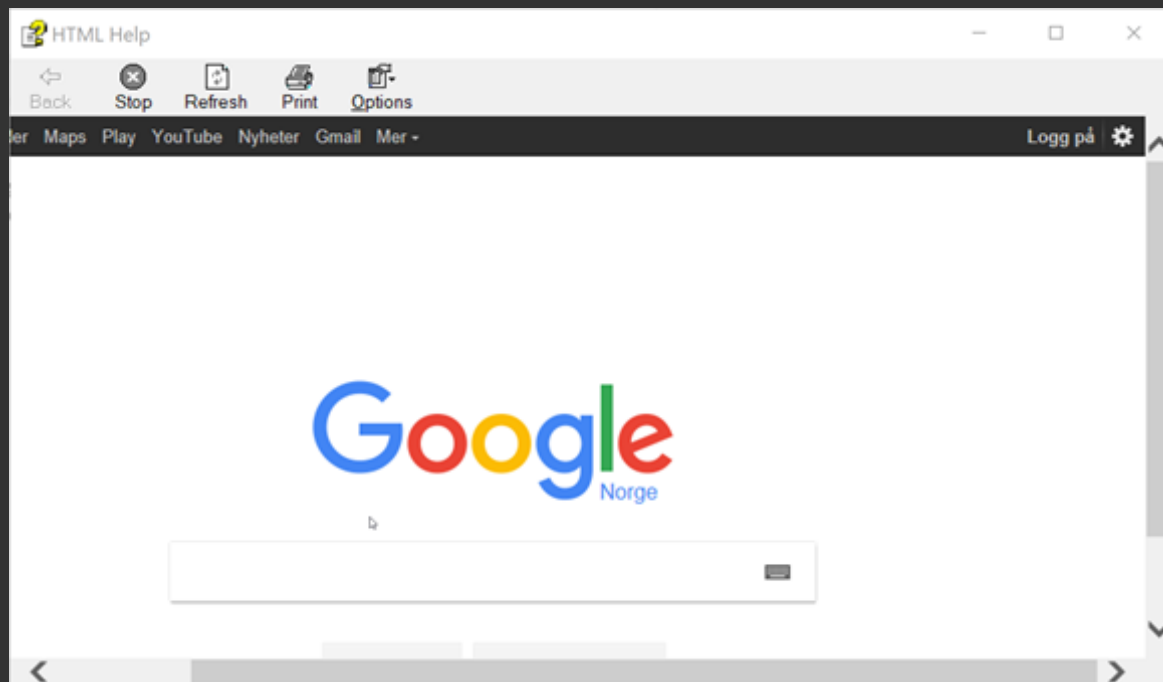 HTML Help
Back Stop Refresh Print Options
Maps Play YouTube Nyheter Gmail Mer Logg på
Google
Norge